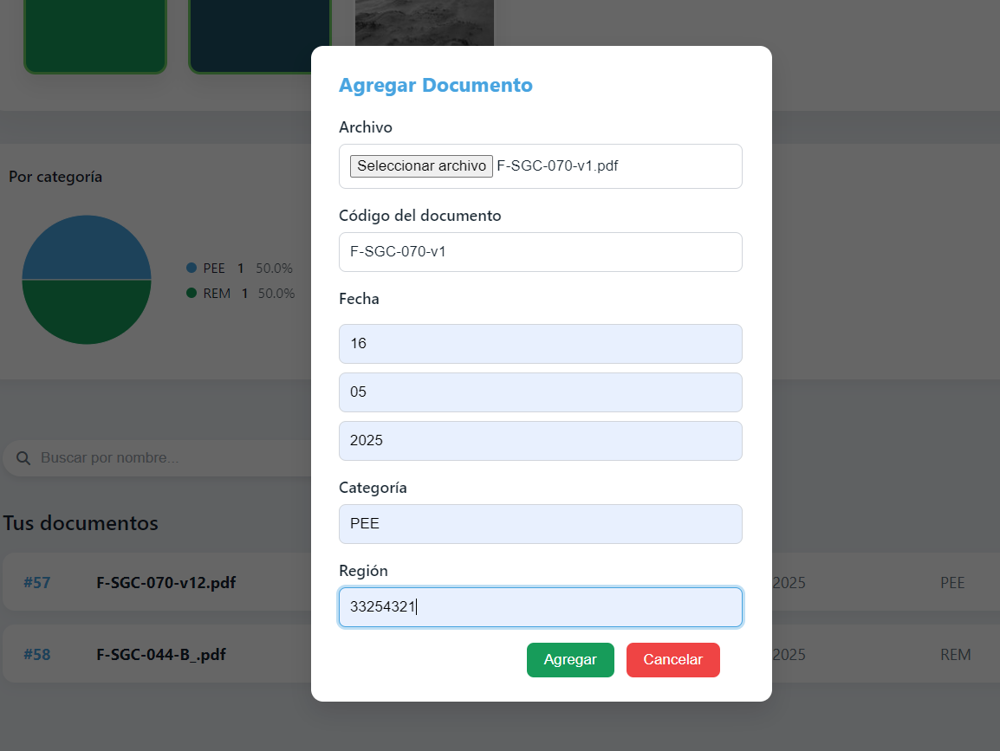 Agregar Documento
Archivo
Seleccionar archivo F-SGC-070-v1.pdf
Código del documento
F-SGC-070-v1
Fecha
16
05
2025
Categoría
PEE
Región
33254321
Agregar Cancelar
Por categoría
PEE 1 50.0%
REM 1 50.0%
Buscar por nombre...
Tus documentos
#57 F-SGC-070-v12.pdf 2025 PEE
#58 F-SGC-044-B_.pdf 2025 REM